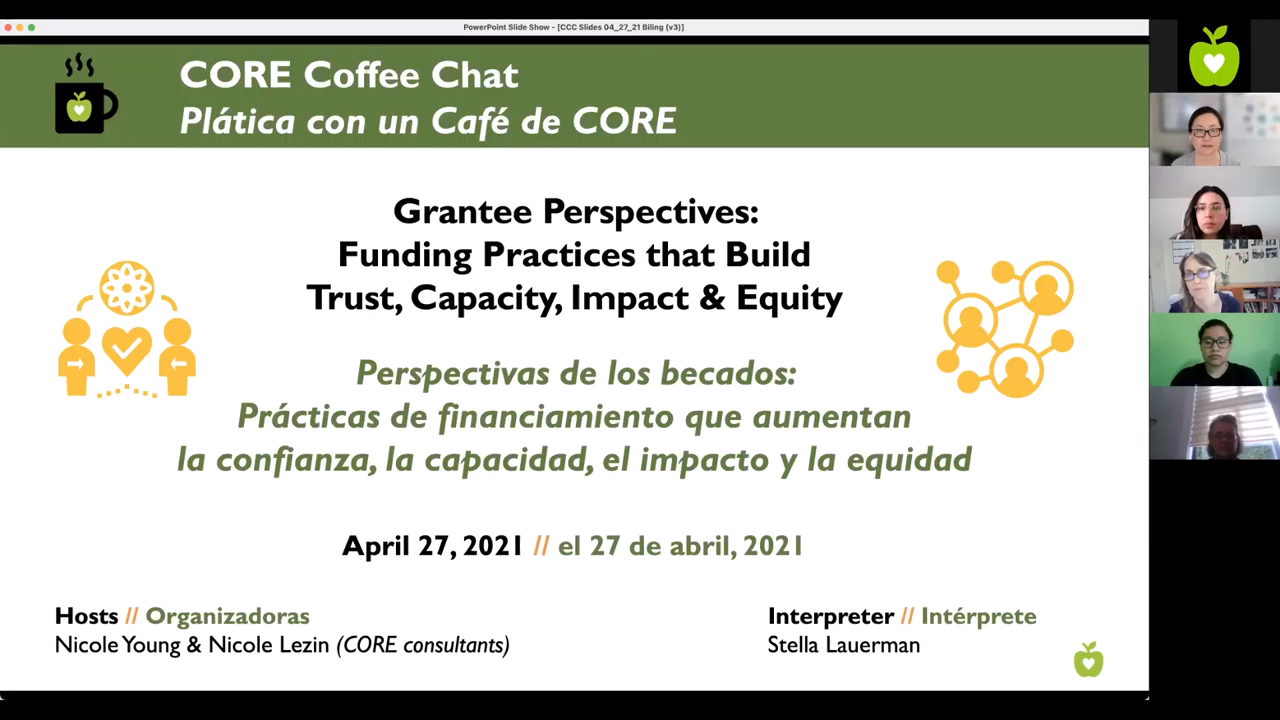 PowerPoint Slide Show - [CCC Slides 04_27_21 Biling (v3)]
CORE Coffee Chat
Plática con un Café de CORE
Grantee Perspectives:
Funding Practices that Build
Trust, Capacity, Impact & Equity
Perspectivas de los becados:
Prácticas de financiamiento que aumentan
la confianza, la capacidad, el impacto y la equidad
April 27, 2021 // el 27 de abril, 2021
Hosts // Organizadoras
Nicole Young & Nicole Lezin (CORE consultants)
Interpreter // Intérprete
Stella Lauerman